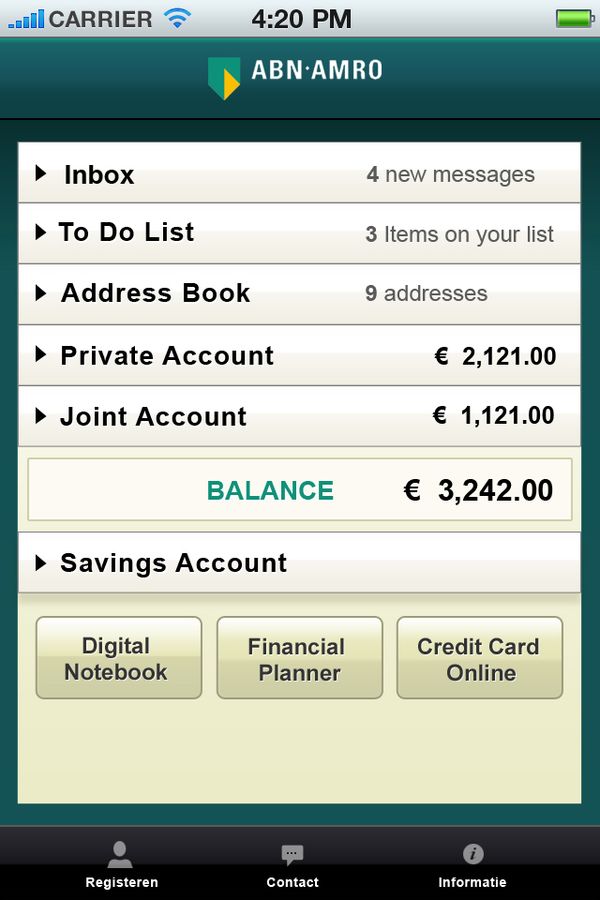 CARRIER 4:20 PM
ABN·AMRO
Inbox 4 new messages
To Do List 3 Items on your list
Address Book 9 addresses
Private Account € 2,121.00
Joint Account € 1,121.00
BALANCE € 3,242.00
Savings Account
Digital Notebook
Financial Planner
Credit Card Online
Registeren Contact Informatie